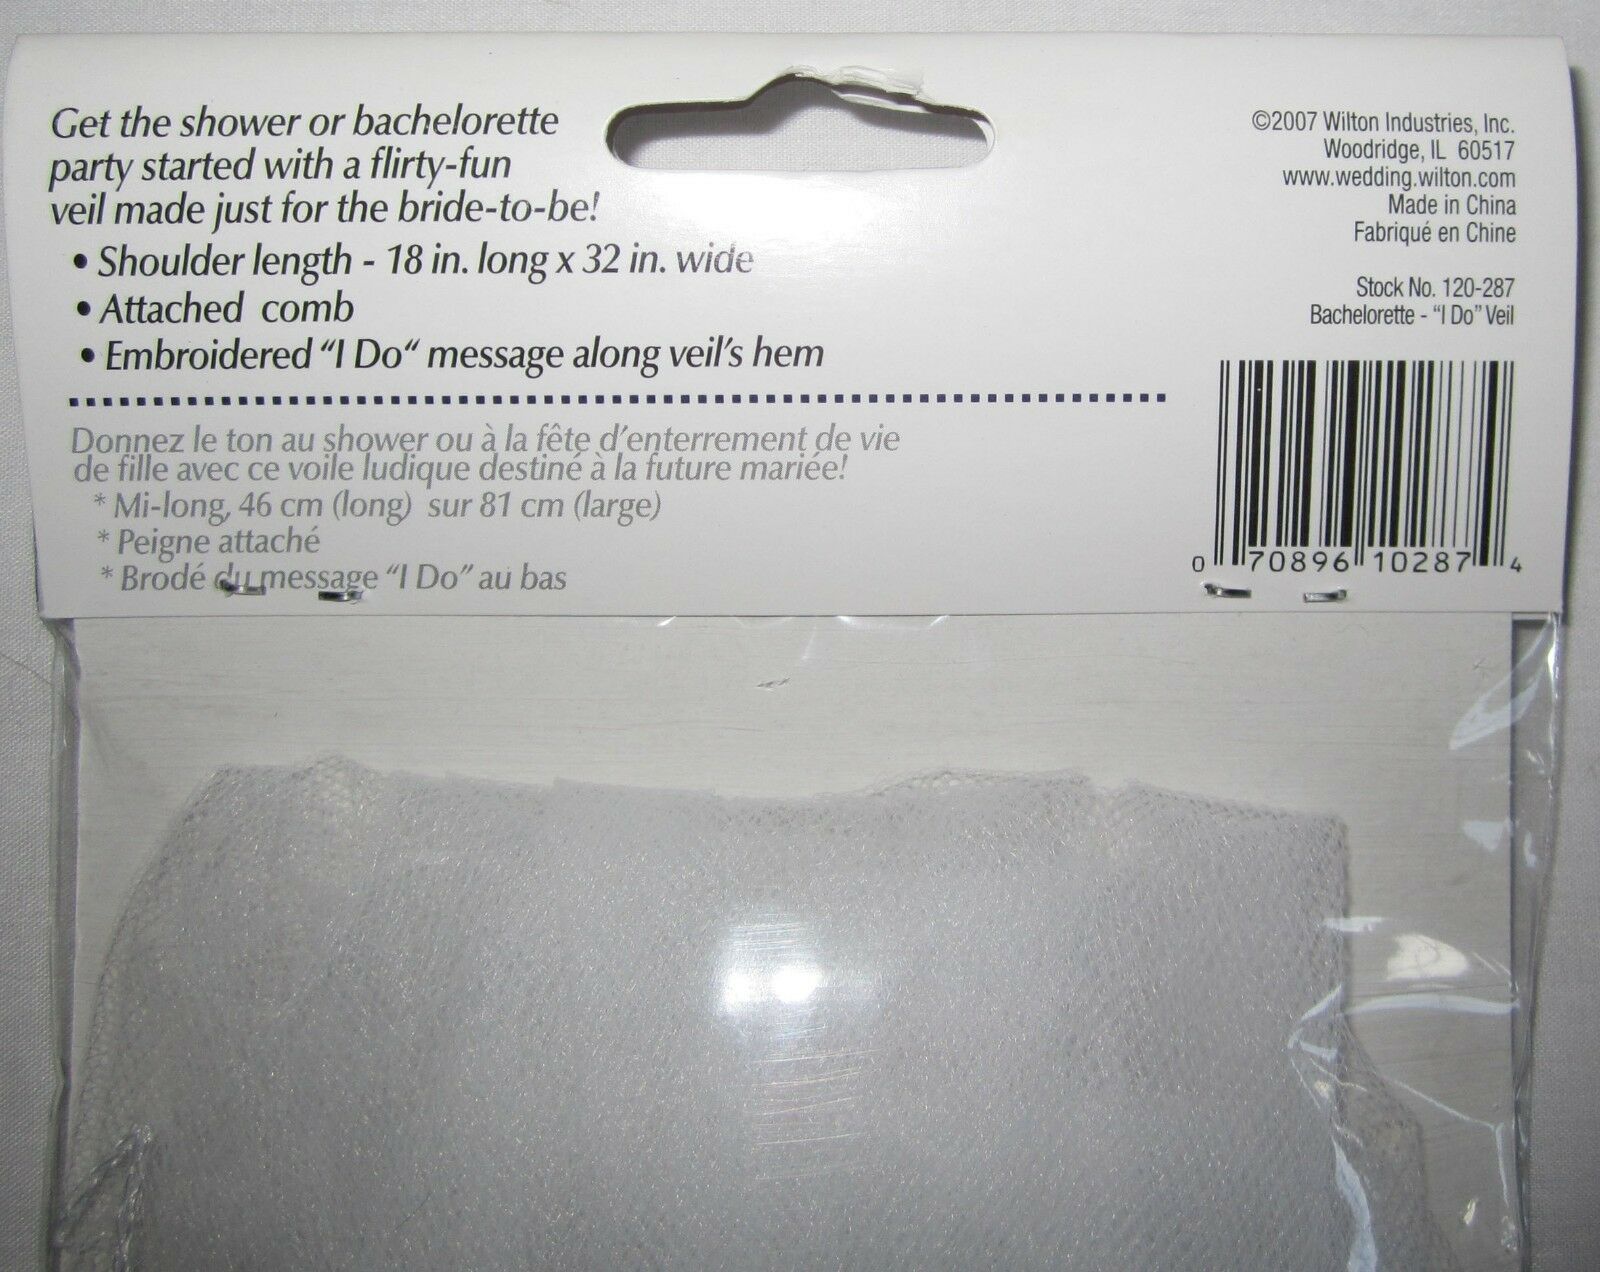 Get the shower or bachelorette
party started with a flirty-fun
veil made just for the bride-to-be!
• Shoulder length - 18 in. long x 32 in. wide
• Attached comb
• Embroidered “I Do“ message along veil’s hem
Donnez le ton au shower ou à la fête d’enterrement de vie
de fille avec ce voile ludique destiné à la future mariée!
* Mi-long, 46 cm (long) sur 81 cm (large)
* Peigne attaché
* Brodé du message “I Do” au bas
©2007 Wilton Industries, Inc.
Woodridge, IL 60517
www.wedding.wilton.com
Made in China
Fabriqué en Chine
Stock No. 120-287
Bachelorette - “I Do” Veil
0 70896 10287 4